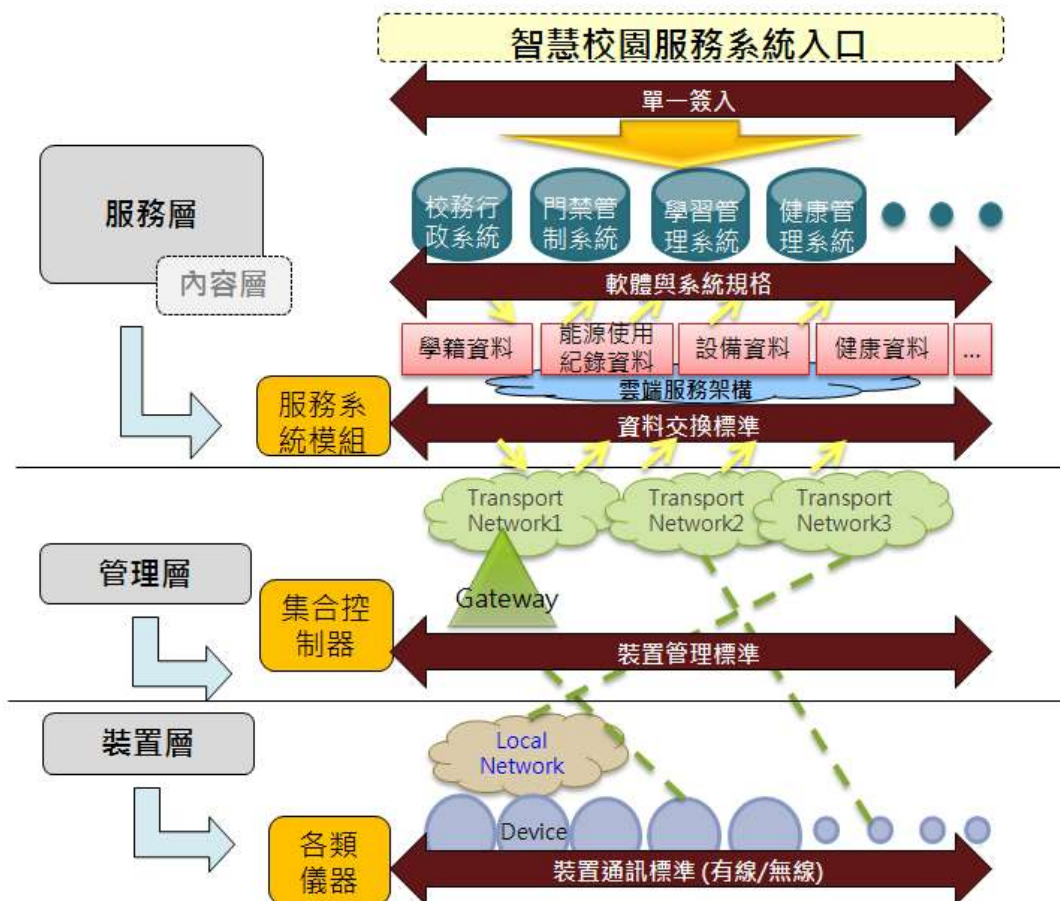 智慧校園服務系統入口
單一簽入
服務層
內容層
校務行
政系統
門禁管
制系統
學習管
理系統
健康管
理系統
軟體與系統規格
學籍資料
能源使用
紀錄資料
設備資料
健康資料
...
雲端服務架構
服務系
統模組
資料交換標準
Transport
Network1
Transport
Network2
Transport
Network3
管理層
集合控
制器
Gateway
裝置管理標準
裝置層
Local
Network
各類
儀器
Device
裝置通訊標準 (有線/無線)